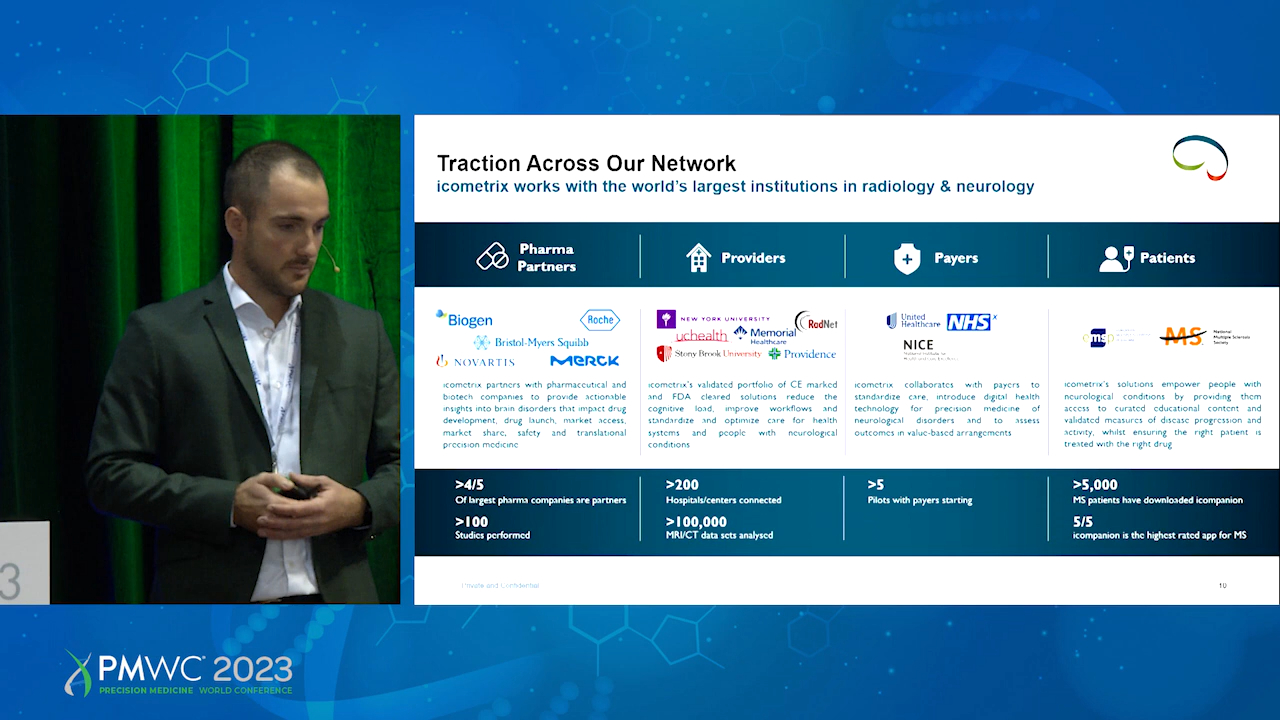 Traction Across Our Network
icometrix works with the world's largest institutions in radiology & neurology
Pharma
Partners
Providers
Payers
Patients
Biogen
Roche
Bristol-Myers Squibb
NOVARTIS
MERCK
NEW YORK UNIVERSITY
RadNet
uchealth
Memorial
Healthcare
Stony Brook University
Providence
United
Healthcare
NHS
NICE
National Institute for
Health and Care Excellence
emsp
MS
National
Multiple Sclerosis
Society
icometrix partners with pharmaceutical and
biotech companies to provide actionable
insights into brain disorders that impact drug
development, drug launch, market access,
market share, safety and translational
precision medicine
icometrix's validated portfolio of CE marked
and FDA cleared solutions reduce the
cognitive load, improve workflows and
standardize and optimize care for health
systems and people with neurological
conditions
icometrix collaborates with payers to
standardize care, introduce digital health
technology for precision medicine of
neurological disorders and to assess
outcomes in value-based arrangements
icometrix's solutions empower people with
neurological conditions by providing them
access to curated educational content and
validated measures of disease progression and
activity, whilst ensuring the right patient is
treated with the right drug
>4/5
Of largest pharma companies are partners
>100
Studies performed
>200
Hospitals/centers connected
>100,000
MRI/CT data sets analysed
>5
Pilots with payers starting
>5,000
MS patients have downloaded icompanion
5/5
icompanion is the highest rated app for MS
Private and Confidential
10
3
PMWC 2023
PRECISION MEDICINE WORLD CONFERENCE